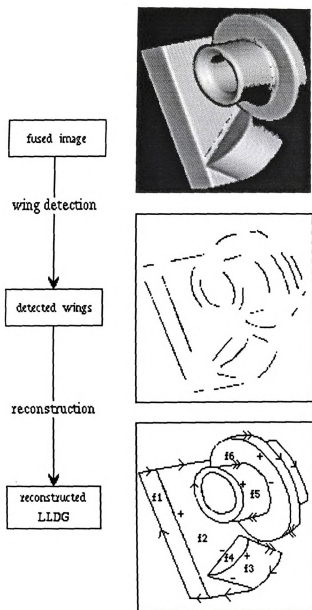 fused image
wing detection
detected wings
reconstruction
reconstructed
LLDG
f6 +
f1
+
+ f5 -
f2
- f4 + f3
-